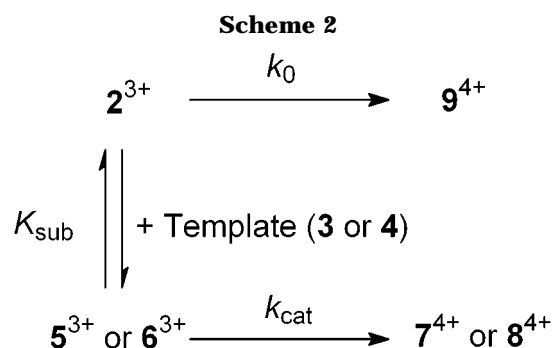 Scheme 2
k₀
2³⁺ 9⁴⁺
K_sub + Template (3 or 4)
k_cat
5³⁺ or 6³⁺ 7⁴⁺ or 8⁴⁺